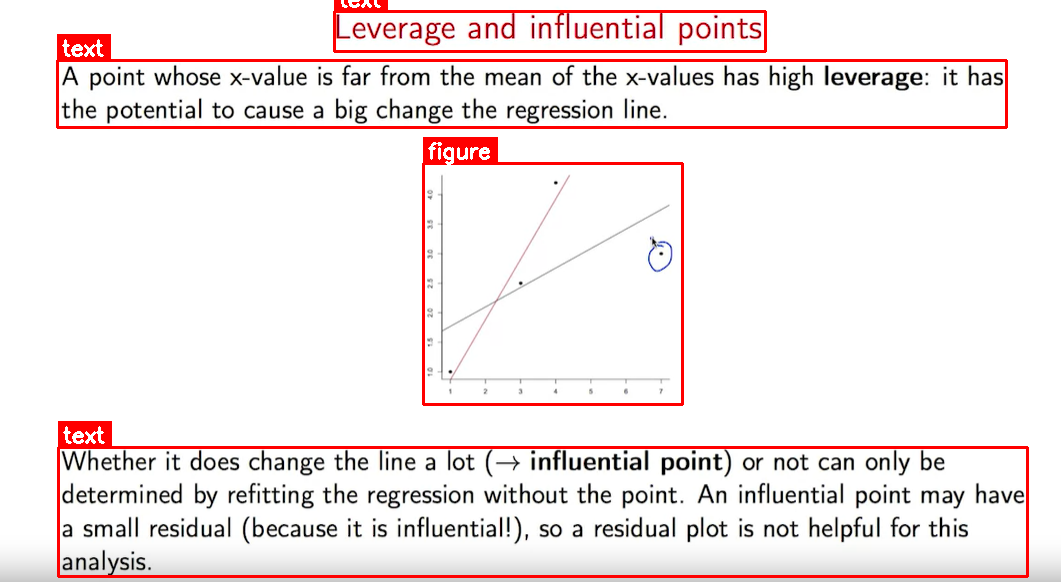 text
Leverage and influential points
text
A point whose x-value is far from the mean of the x-values has high leverage: it has
the potential to cause a big change the regression line.
figure
4.0
3.5
3.0
2.5
2.0
1.5
1.0
1 2 3 4 5 6 7
text
Whether it does change the line a lot (→ influential point) or not can only be
determined by refitting the regression without the point. An influential point may have
a small residual (because it is influential!), so a residual plot is not helpful for this
analysis.